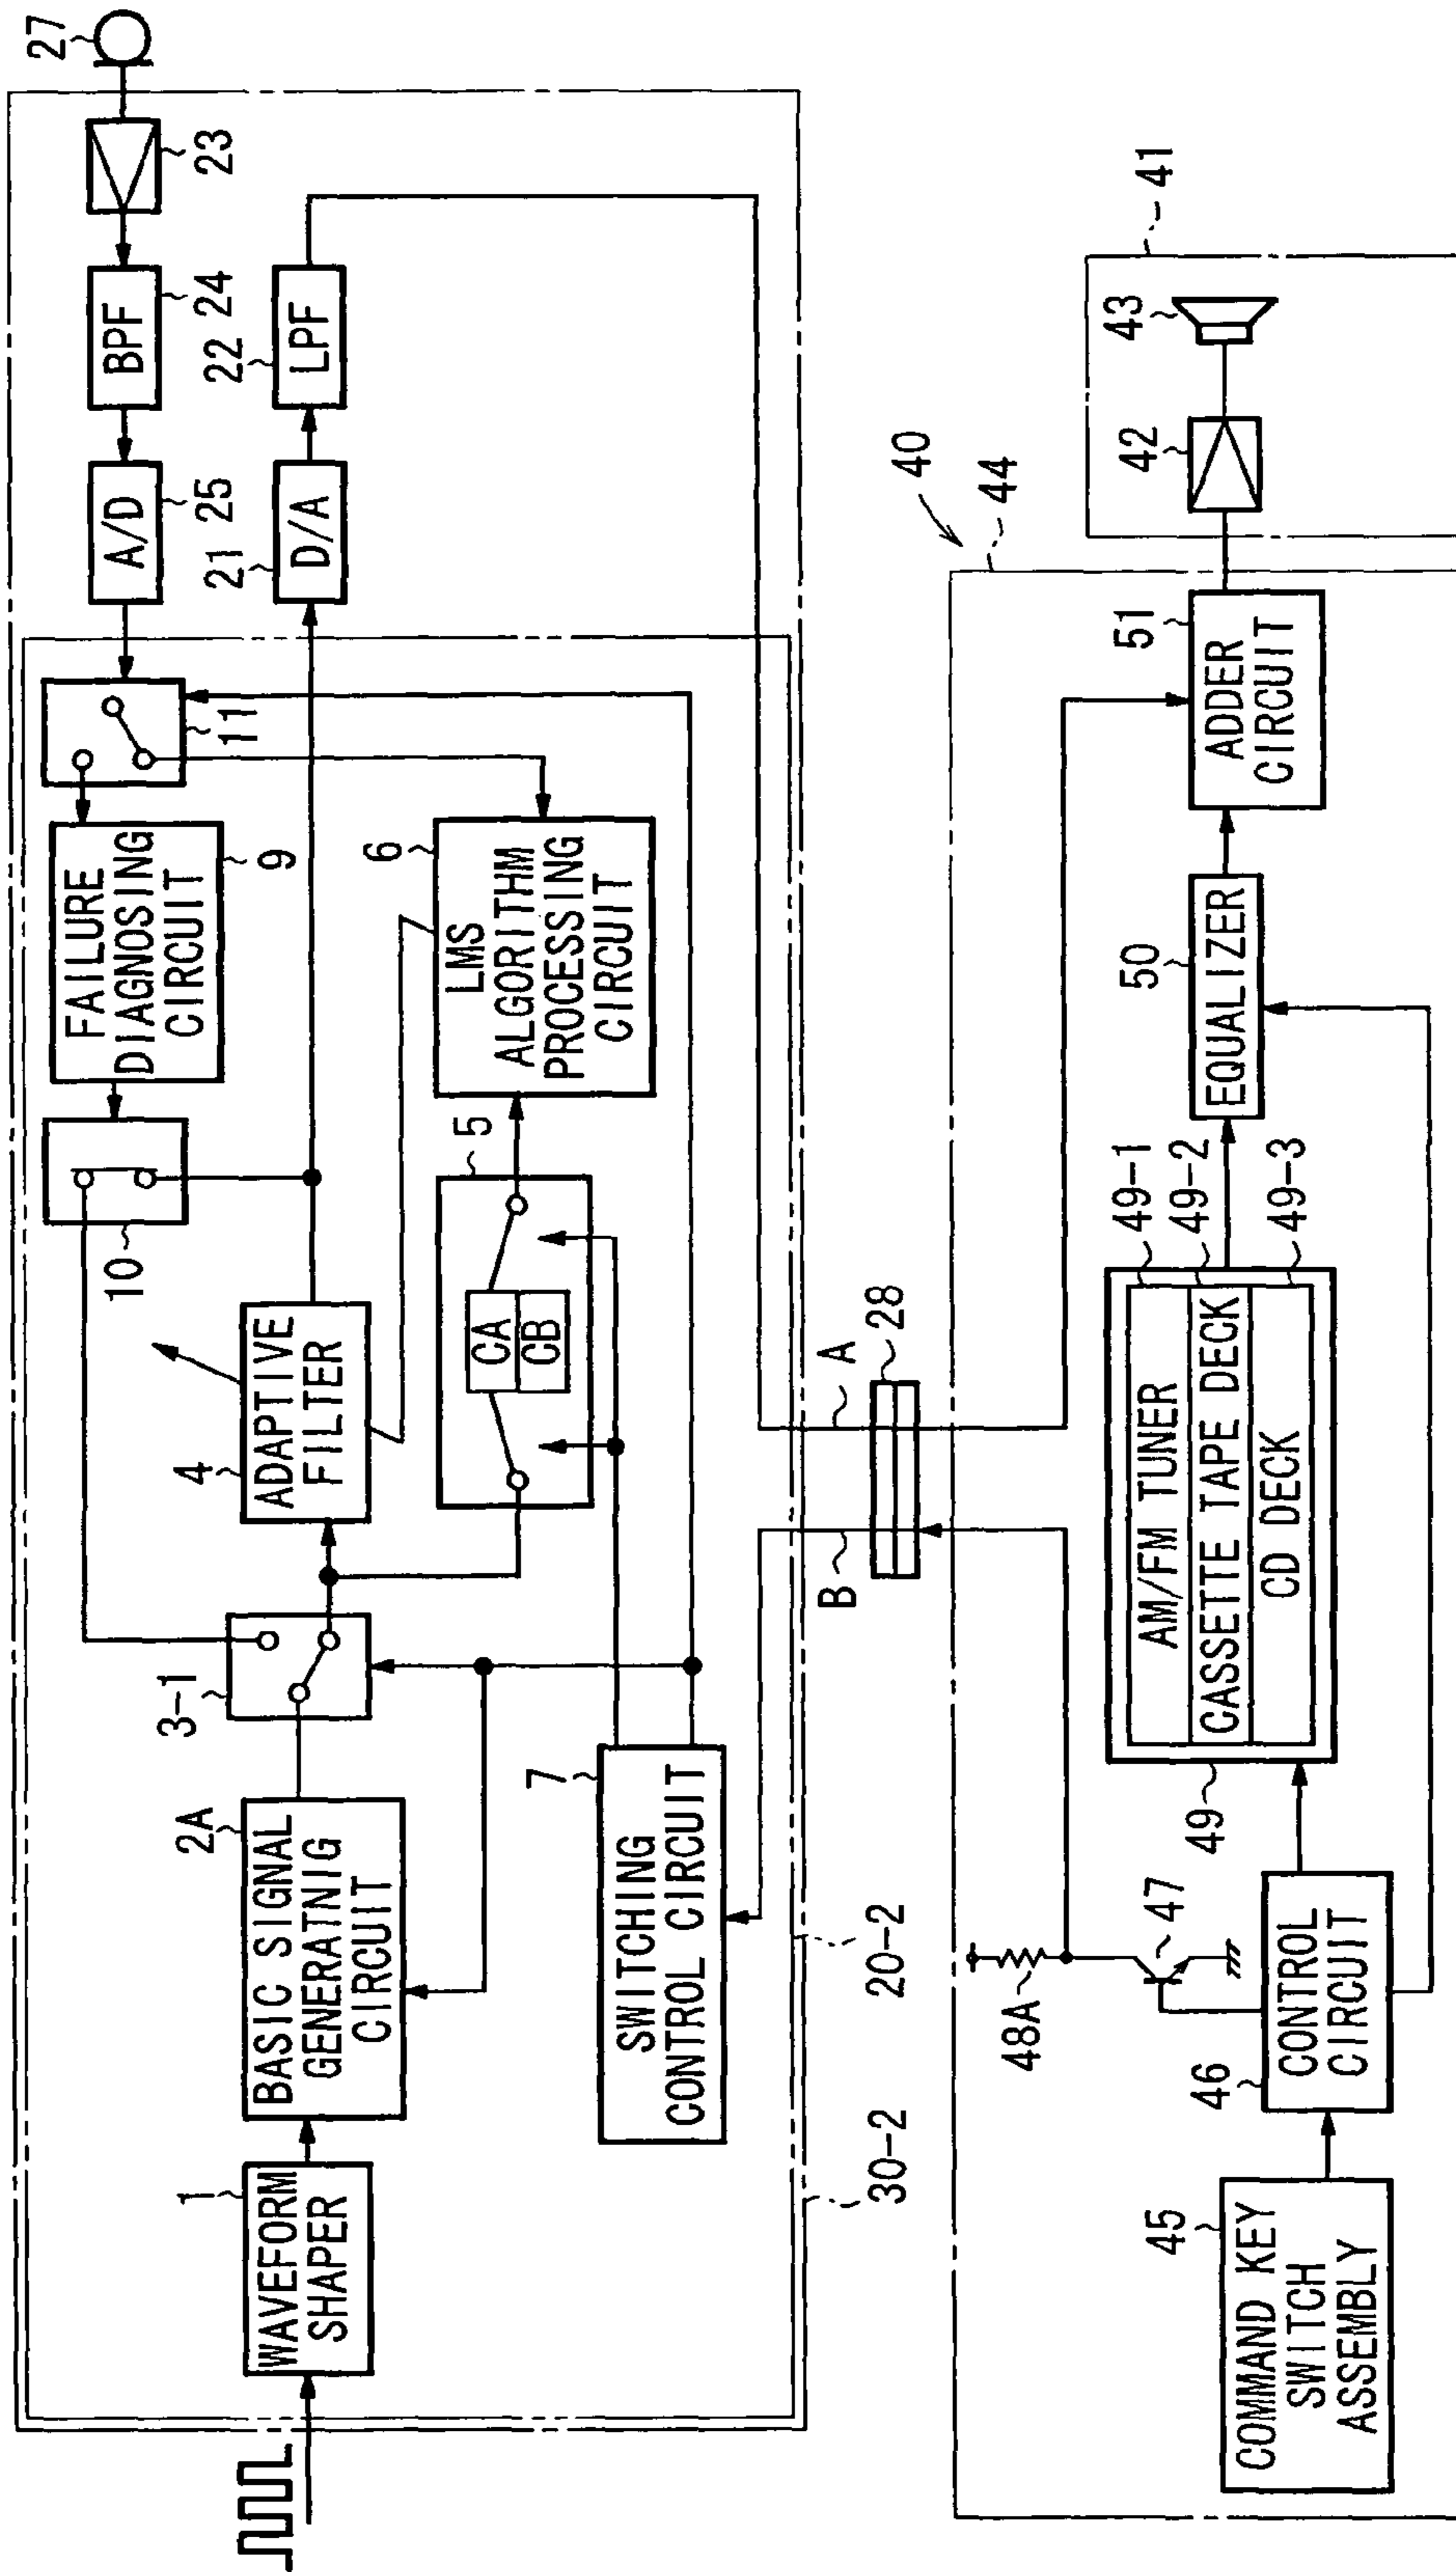 1
WAVEFORM
SHAPER
2A
BASIC SIGNAL
GENERATNIG
CIRCUIT
3-1
4
ADAPTIVE
FILTER
10
FAILURE
DIAGNOSING
CIRCUIT
9
11
A/D
25
BPF
24
23
27
21
D/A
22
LPF
5
CA
CB
6
LMS
ALGORITHM
PROCESSING
CIRCUIT
7
SWITCHING
CONTROL CIRCUIT
20-2
30-2
B
A
28
40
44
41
45
COMMAND KEY
SWITCH
ASSEMBLY
46
CONTROL
CIRCUIT
48A
47
49
AM/FM TUNER
CASSETTE TAPE DECK
CD DECK
49-1
49-2
49-3
50
EQUALIZER
51
ADDER
CIRCUIT
42
43